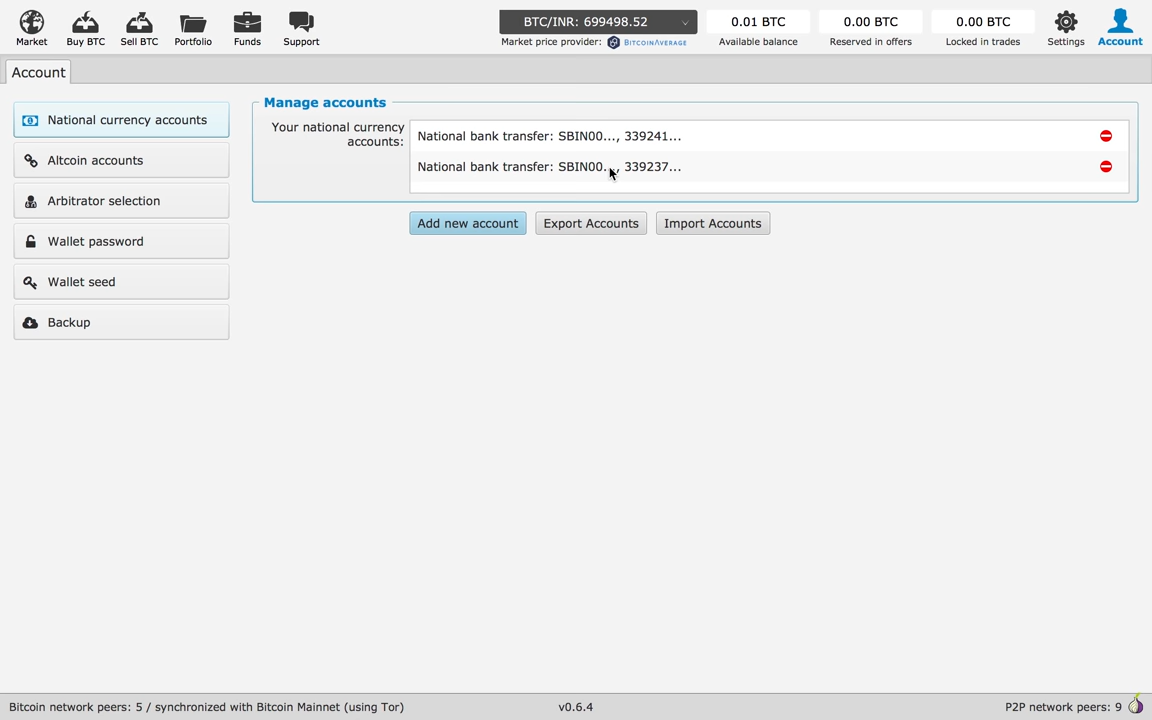 Market
Buy BTC
Sell BTC
Portfolio
Funds
Support
BTC/INR: 699498.52
Market price provider: BITCOINAVERAGE
0.01 BTC
Available balance
0.00 BTC
Reserved in offers
0.00 BTC
Locked in trades
Settings
Account
Account
National currency accounts
Altcoin accounts
Arbitrator selection
Wallet password
Wallet seed
Backup
Manage accounts
Your national currency
accounts:
National bank transfer: SBIN00..., 339241...
National bank transfer: SBIN00..., 339237...
Add new account
Export Accounts
Import Accounts
Bitcoin network peers: 5 / synchronized with Bitcoin Mainnet (using Tor)
v0.6.4
P2P network peers: 9